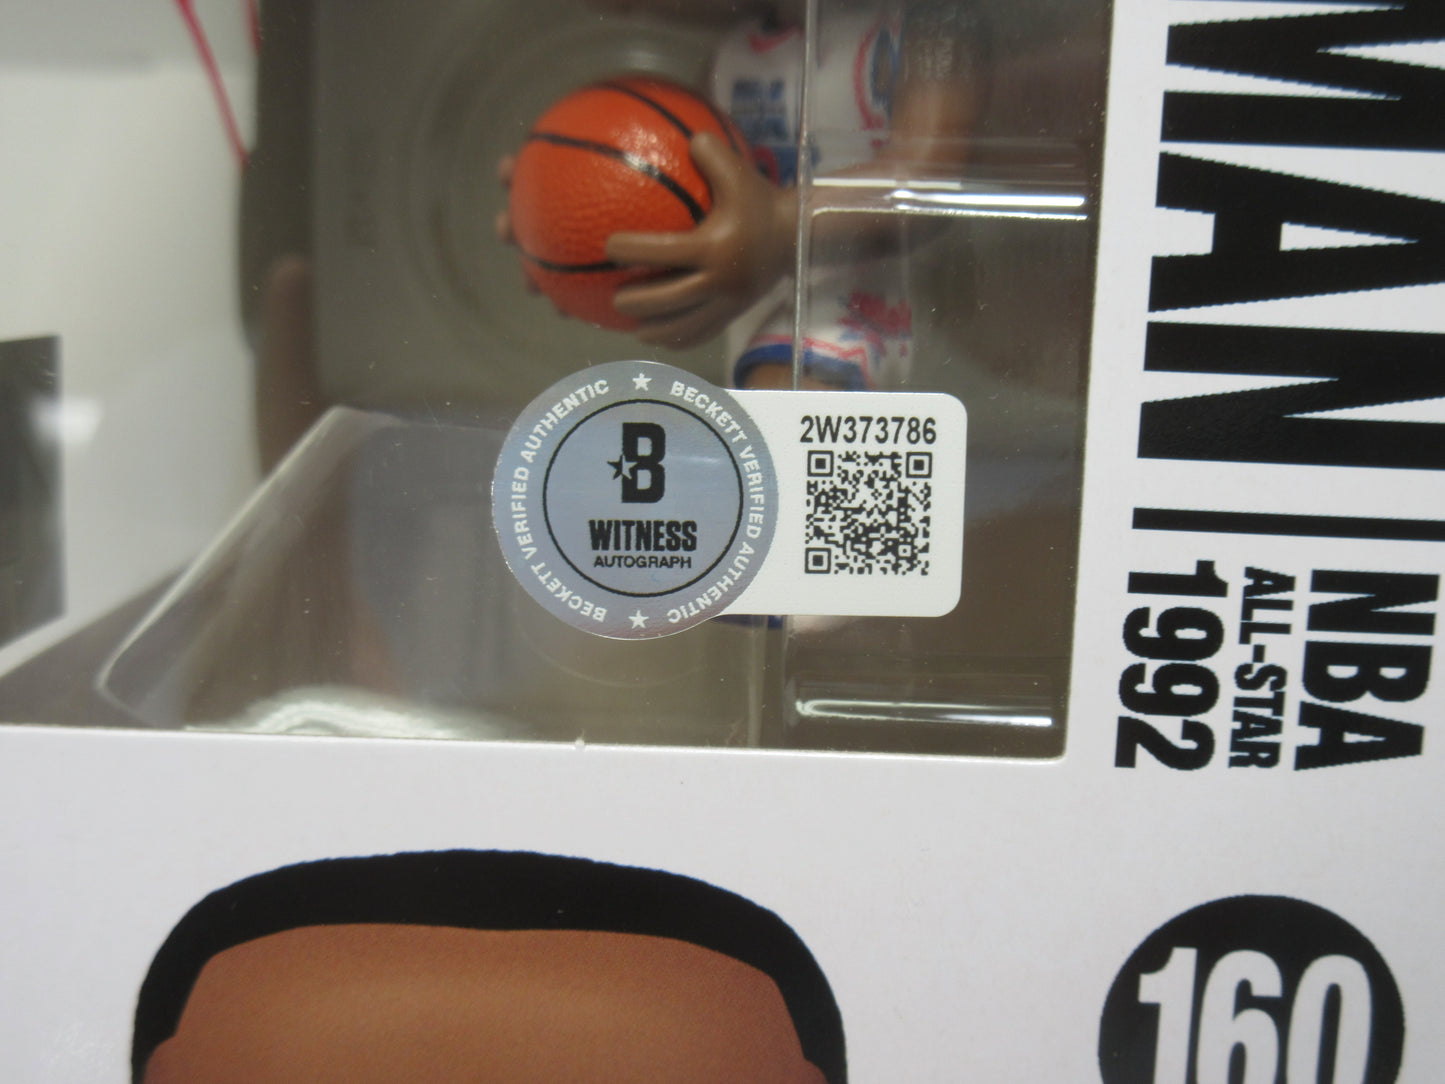 BECKETT VERIFIED AUTHENTIC ★ BECKETT VERIFIED AUTHENTIC ★
B
WITNESS
AUTOGRAPH
2W373786
MAN
NBA
ALL-STAR
1992
160